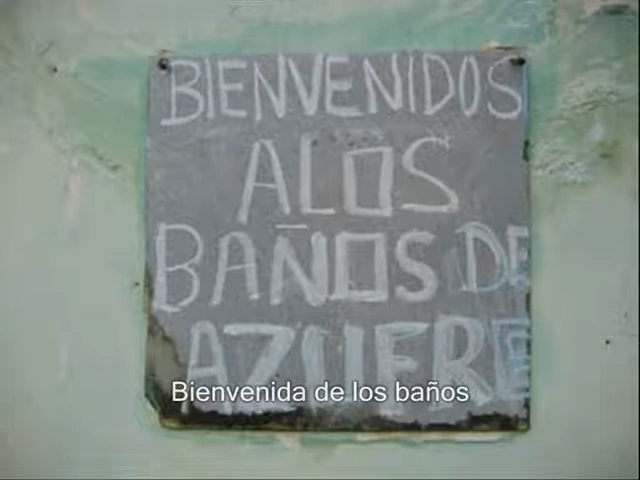 BIENVENIDOS
ALOS
BAÑOS DE
AZUFRE
Bienvenida de los baños